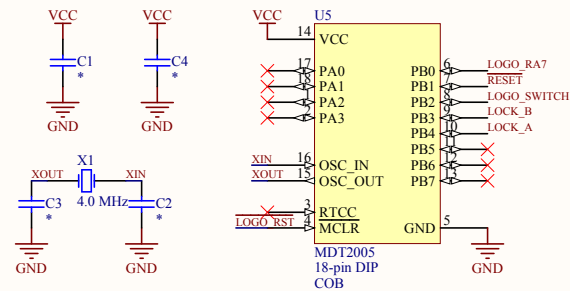 VCC
C1
*
GND
VCC
C4
*
GND
XOUT
X1
XIN
4.0 MHz
C3
*
C2
*
GND
GND
VCC
U5
14
VCC
17
PA0
18
PA1
1
PA2
2
PA3
XIN
16
OSC_IN
XOUT
15
OSC_OUT
3
RTCC
LOGO_RST
4
MCLR
PB0
6
LOGO_RA7
PB1
7
RESET
PB2
8
LOGO_SWITCH
PB3
9
LOCK_B
PB4
10
LOCK_A
PB5
11
PB6
12
PB7
13
GND
5
GND
MDT2005
18-pin DIP
COB